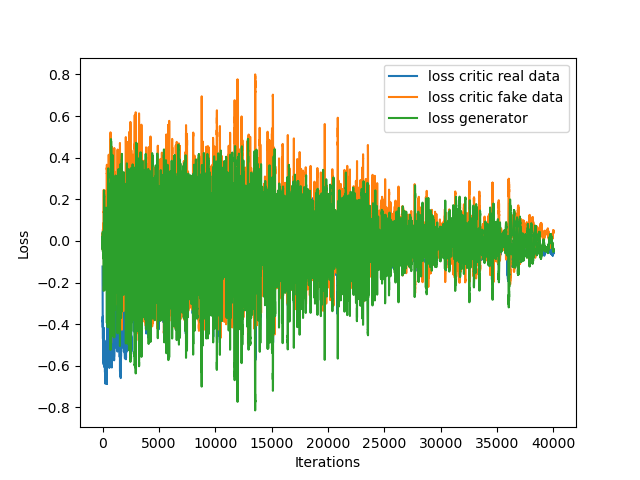 loss critic real data
loss critic fake data
loss generator
0.8
0.6
0.4
0.2
0.0
−0.2
−0.4
−0.6
−0.8
Loss
0 5000 10000 15000 20000 25000 30000 35000 40000
Iterations